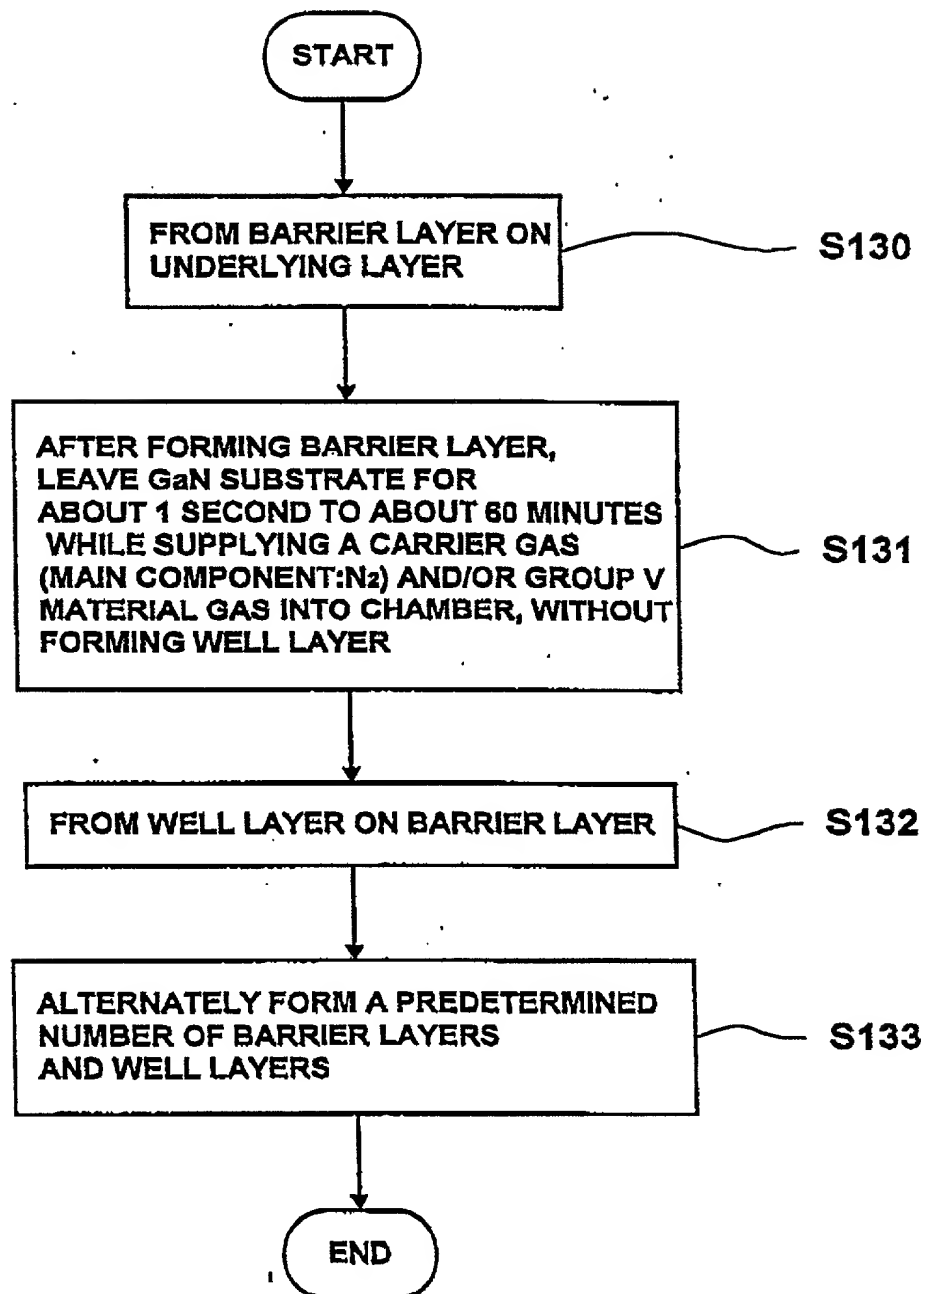 START
FROM BARRIER LAYER ON
UNDERLYING LAYER
S130
AFTER FORMING BARRIER LAYER,
LEAVE GaN SUBSTRATE FOR
ABOUT 1 SECOND TO ABOUT 60 MINUTES
WHILE SUPPLYING A CARRIER GAS
(MAIN COMPONENT:N₂) AND/OR GROUP V
MATERIAL GAS INTO CHAMBER, WITHOUT
FORMING WELL LAYER
S131
FROM WELL LAYER ON BARRIER LAYER
S132
ALTERNATELY FORM A PREDETERMINED
NUMBER OF BARRIER LAYERS
AND WELL LAYERS
S133
END